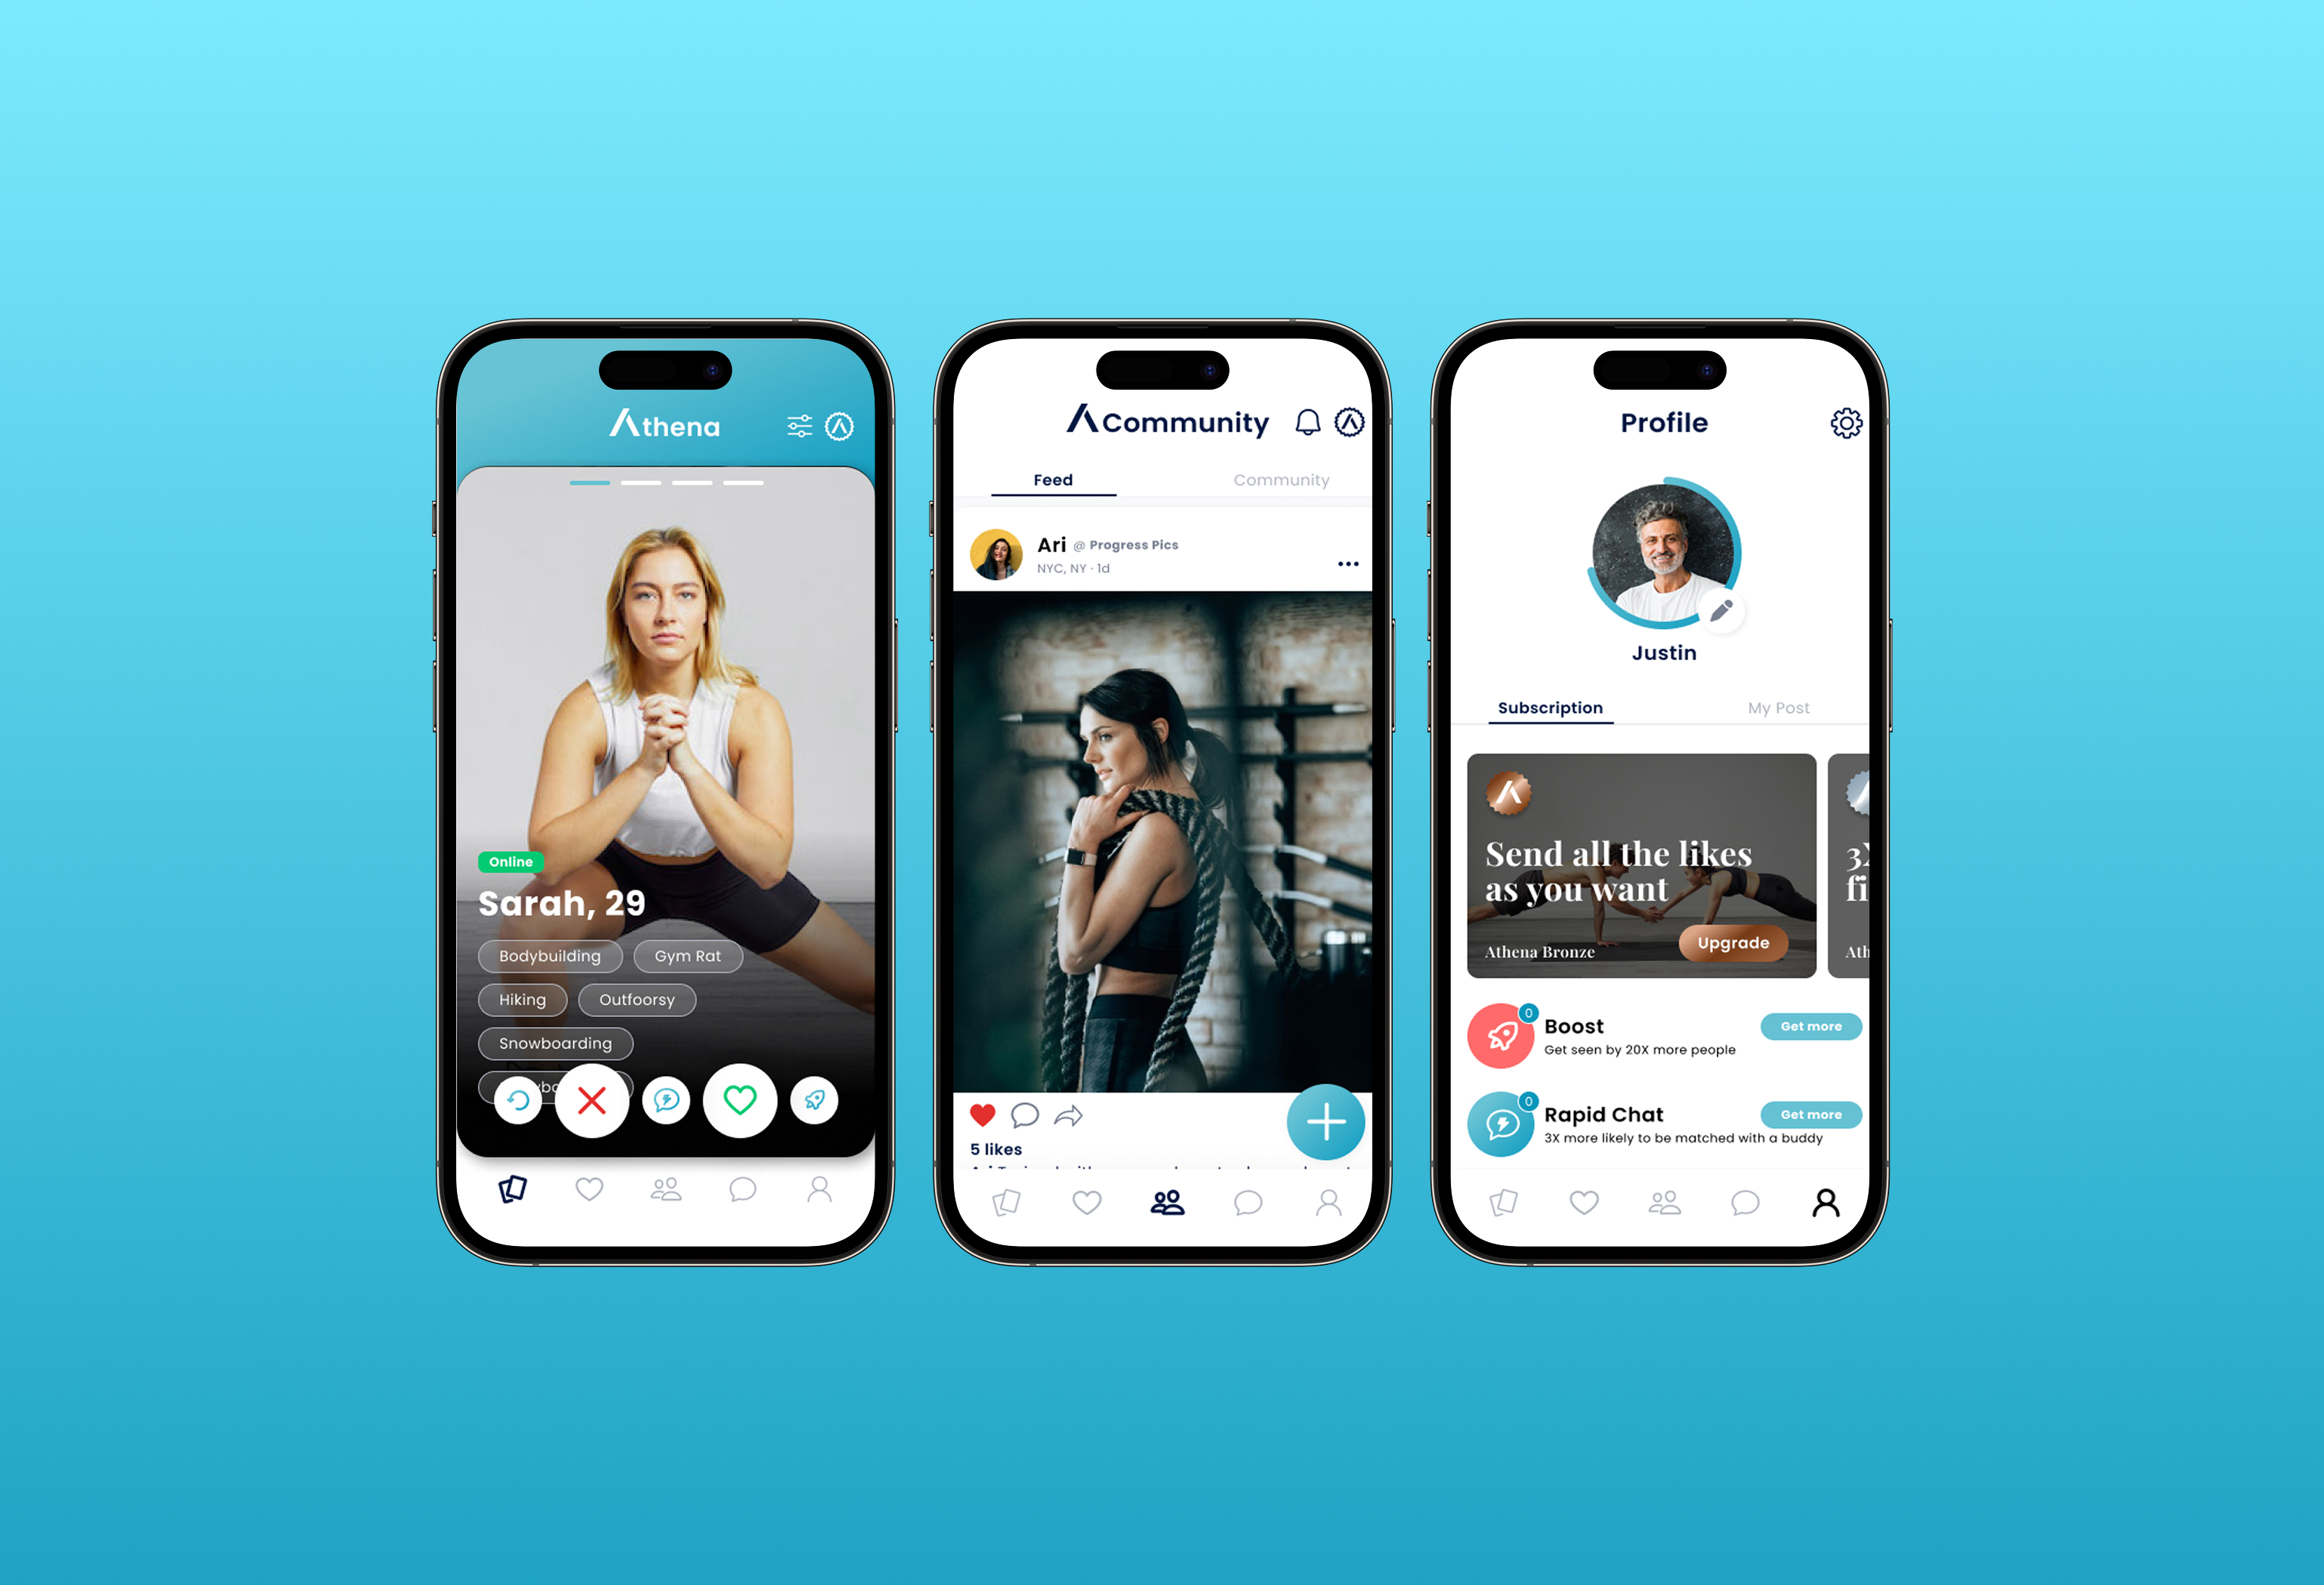 Athena
Online
Sarah, 29
Bodybuilding
Gym Rat
Hiking
Outfoorsy
Snowboarding
Community
Feed
Community
Ari @ Progress Pics
NYC, NY · 1d
5 likes
Profile
Justin
Subscription
My Post
Send all the likes
as you want
Athena Bronze
Upgrade
3X
fi
Ath
0
Boost
Get seen by 20X more people
Get more
0
Rapid Chat
3X more likely to be matched with a buddy
Get more